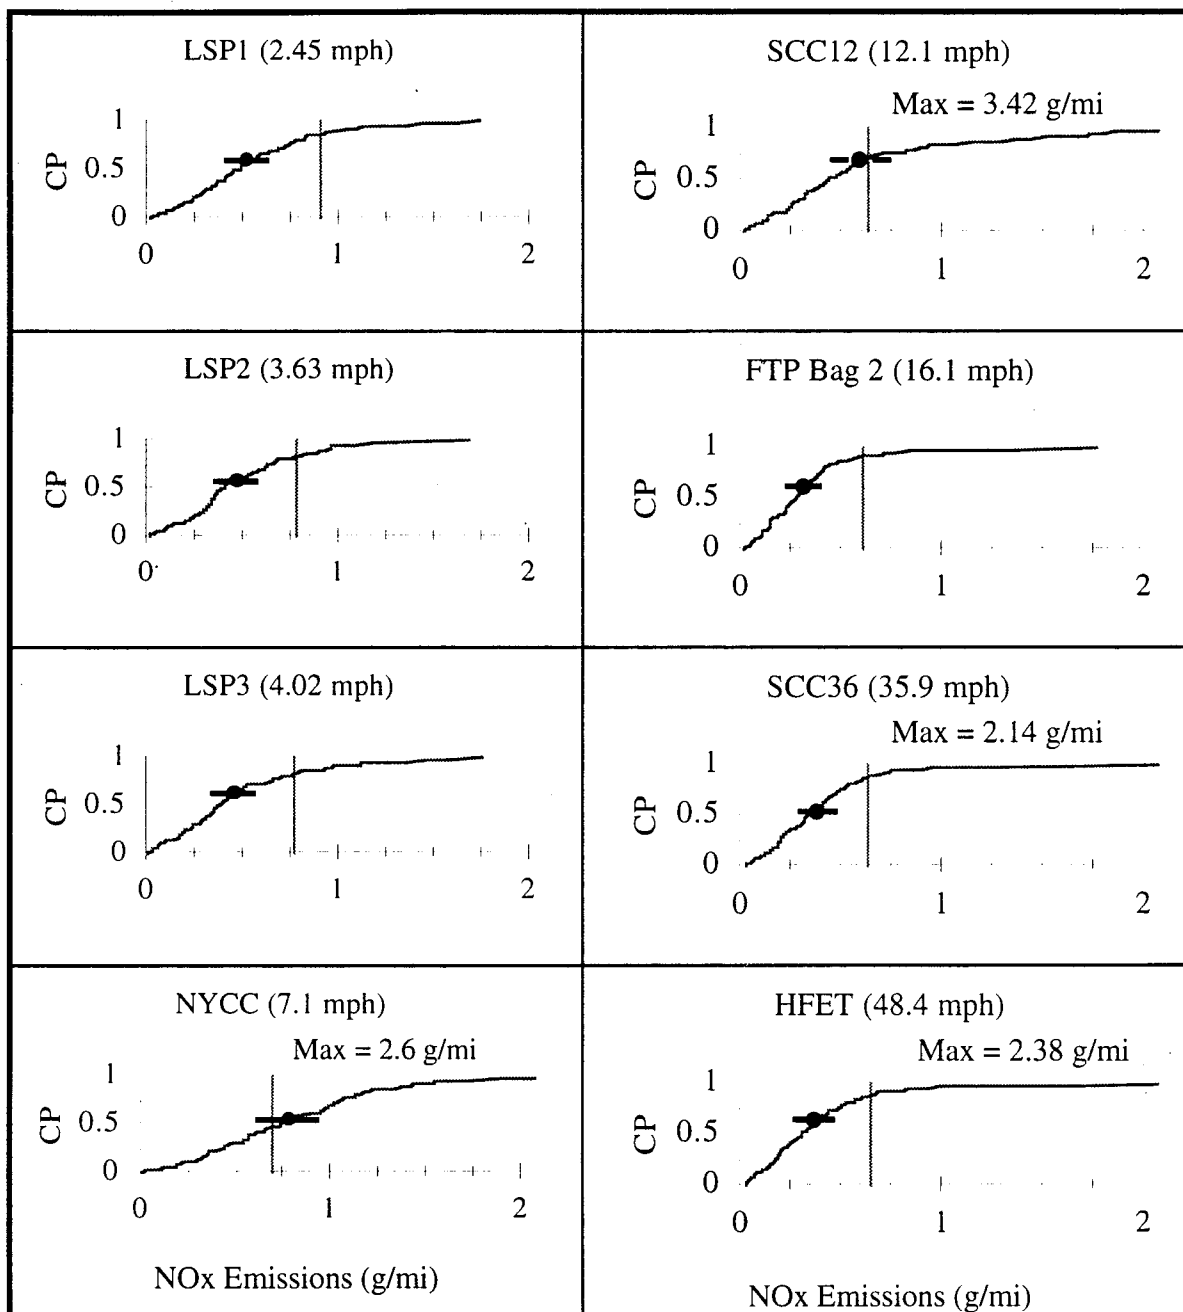 LSP1 (2.45 mph)
CP
1
0.5
0
0 1 2
SCC12 (12.1 mph)
Max = 3.42 g/mi
CP
1
0.5
0
0 1 2
LSP2 (3.63 mph)
CP
1
0.5
0
0 1 2
FTP Bag 2 (16.1 mph)
CP
1
0.5
0
0 1 2
LSP3 (4.02 mph)
CP
1
0.5
0
0 1 2
SCC36 (35.9 mph)
Max = 2.14 g/mi
CP
1
0.5
0
0 1 2
NYCC (7.1 mph)
Max = 2.6 g/mi
CP
1
0.5
0
0 1 2
NOx Emissions (g/mi)
HFET (48.4 mph)
Max = 2.38 g/mi
CP
1
0.5
0
0 1 2
NOx Emissions (g/mi)